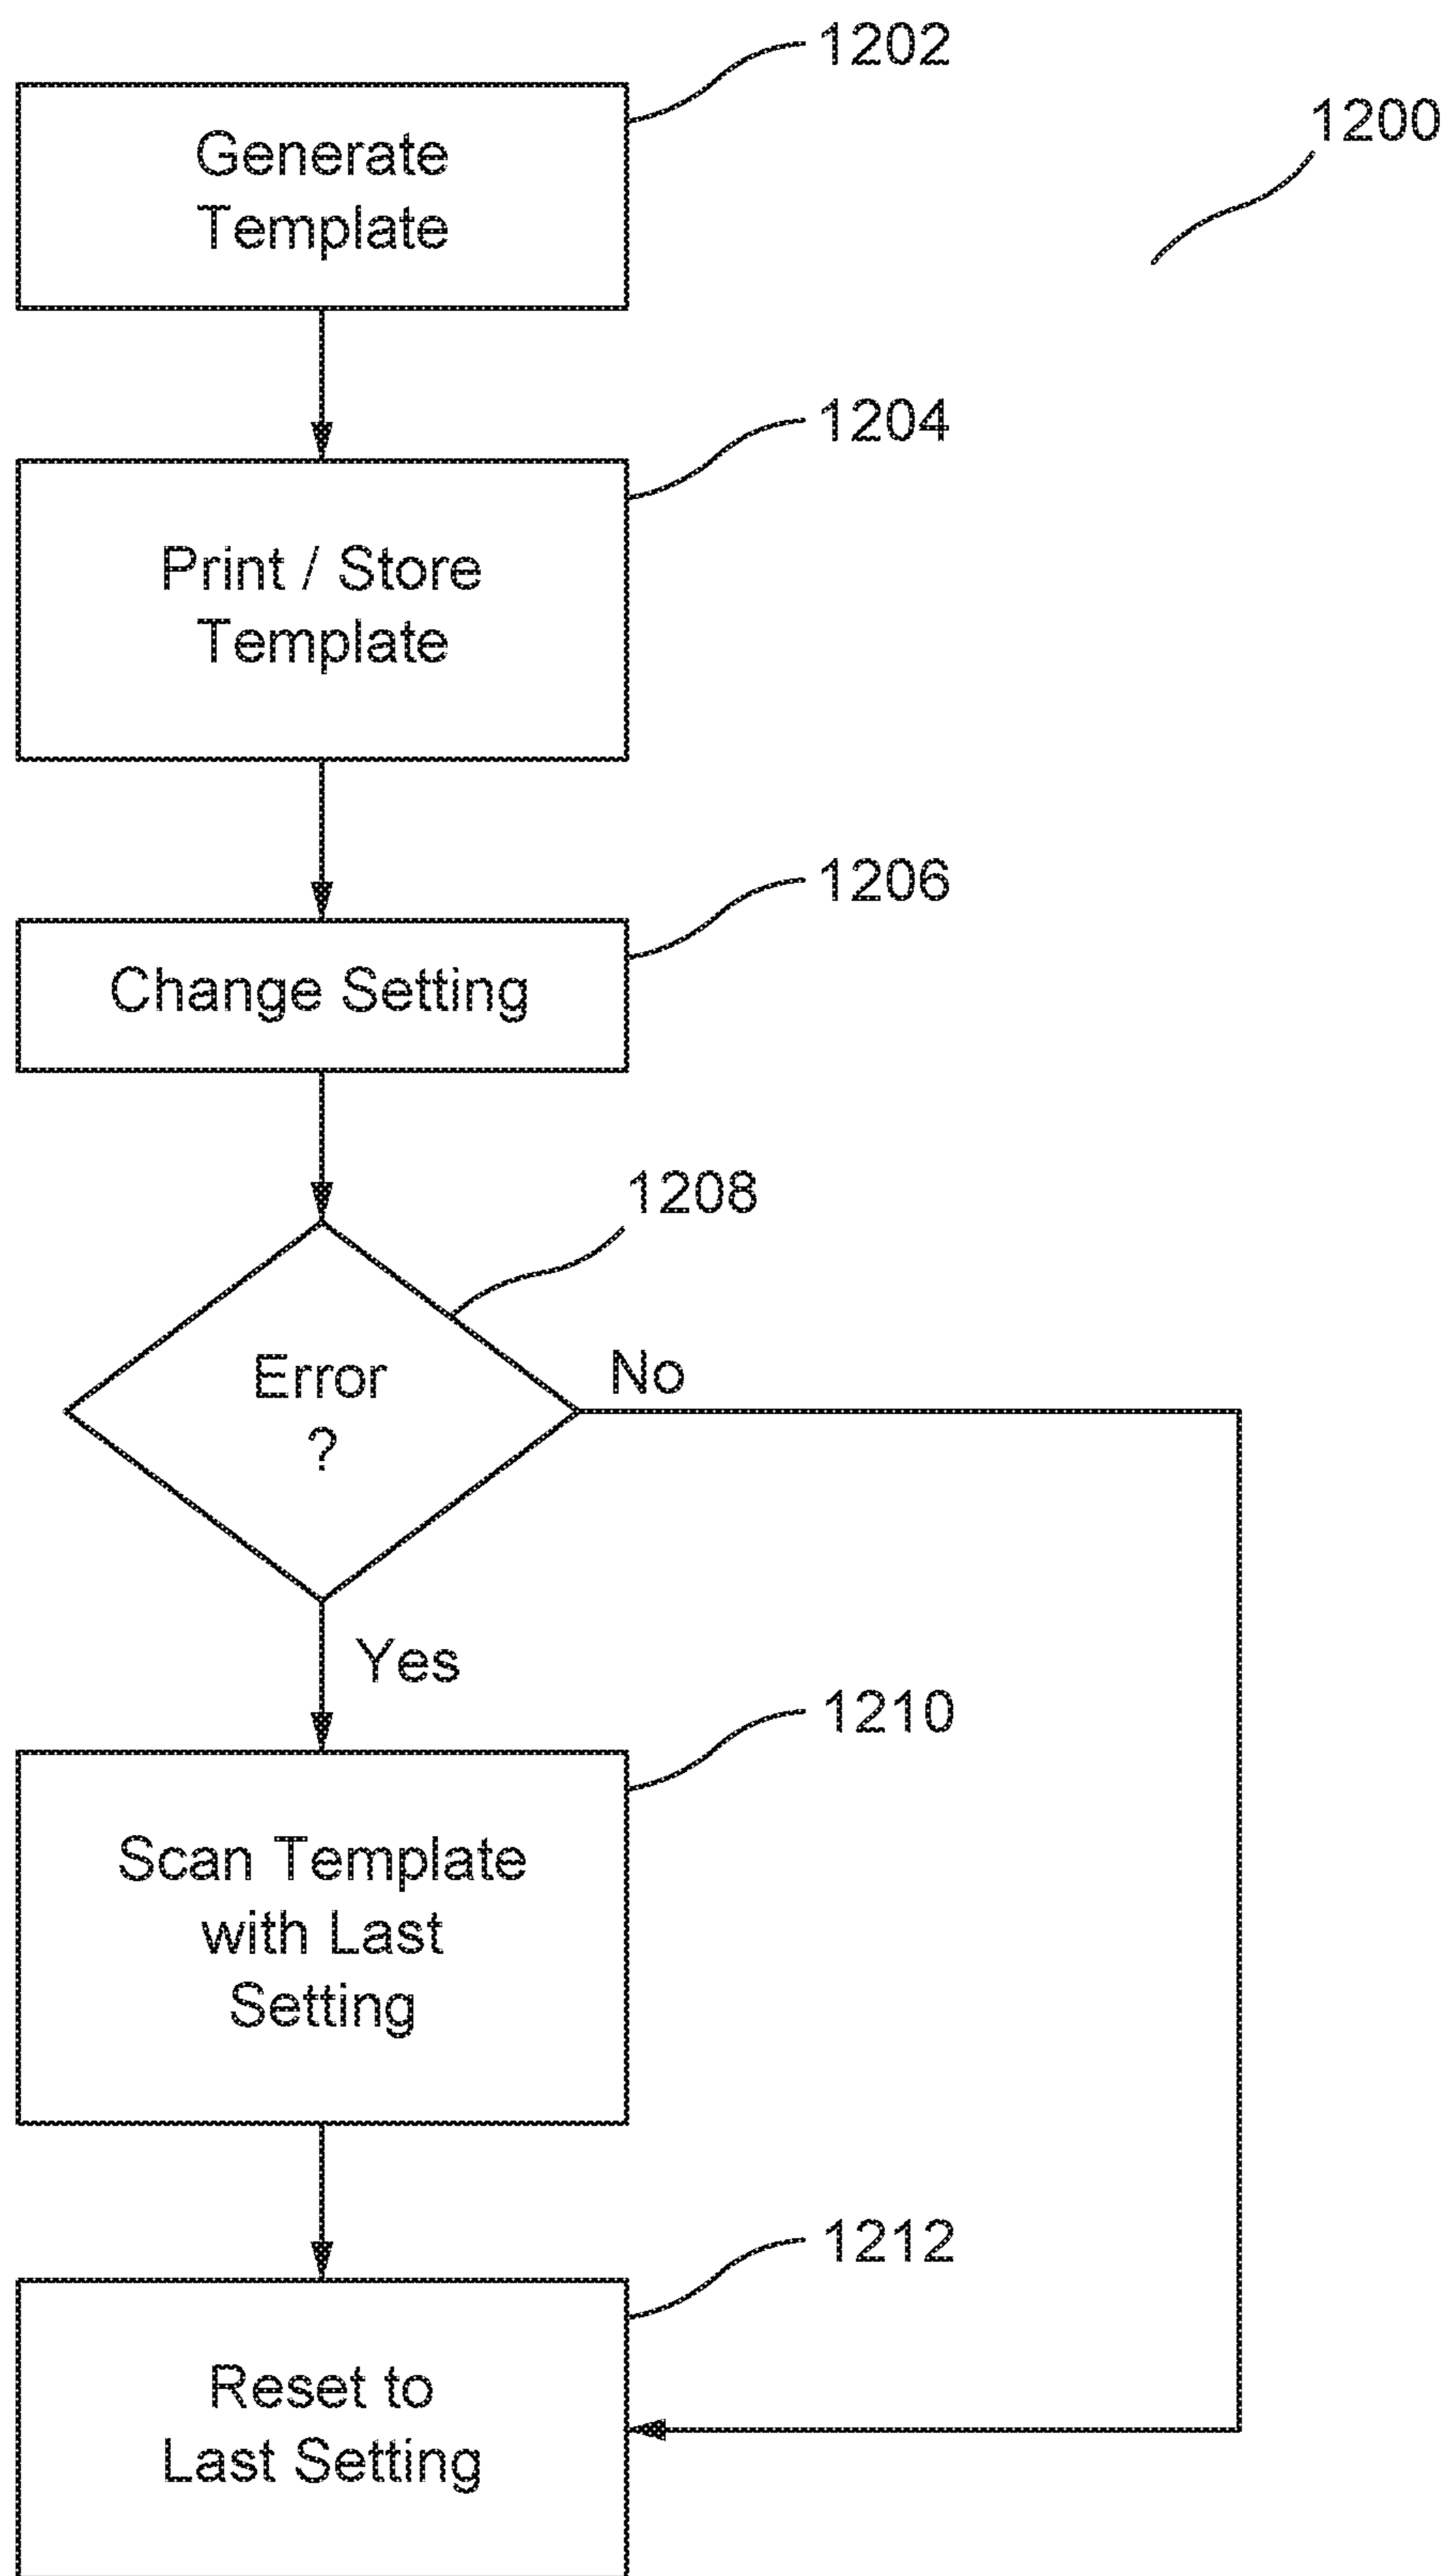 1202
1200
Generate
Template
1204
Print / Store
Template
1206
Change Setting
1208
Error
?
No
Yes
1210
Scan Template
with Last
Setting
1212
Reset to
Last Setting